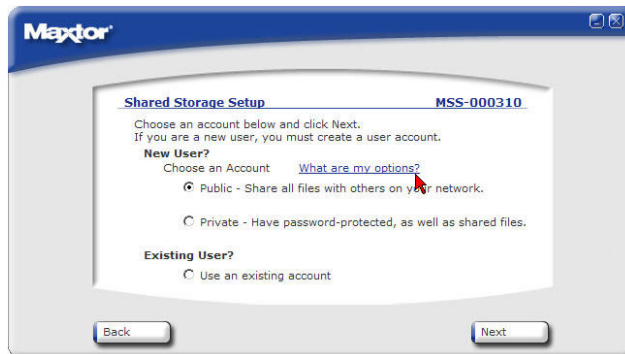 Maxtor
Shared Storage Setup MSS-000310
Choose an account below and click Next.
If you are a new user, you must create a user account.
New User?
Choose an Account What are my options?
Public - Share all files with others on your network.
Private - Have password-protected, as well as shared files.
Existing User?
Use an existing account
Back Next